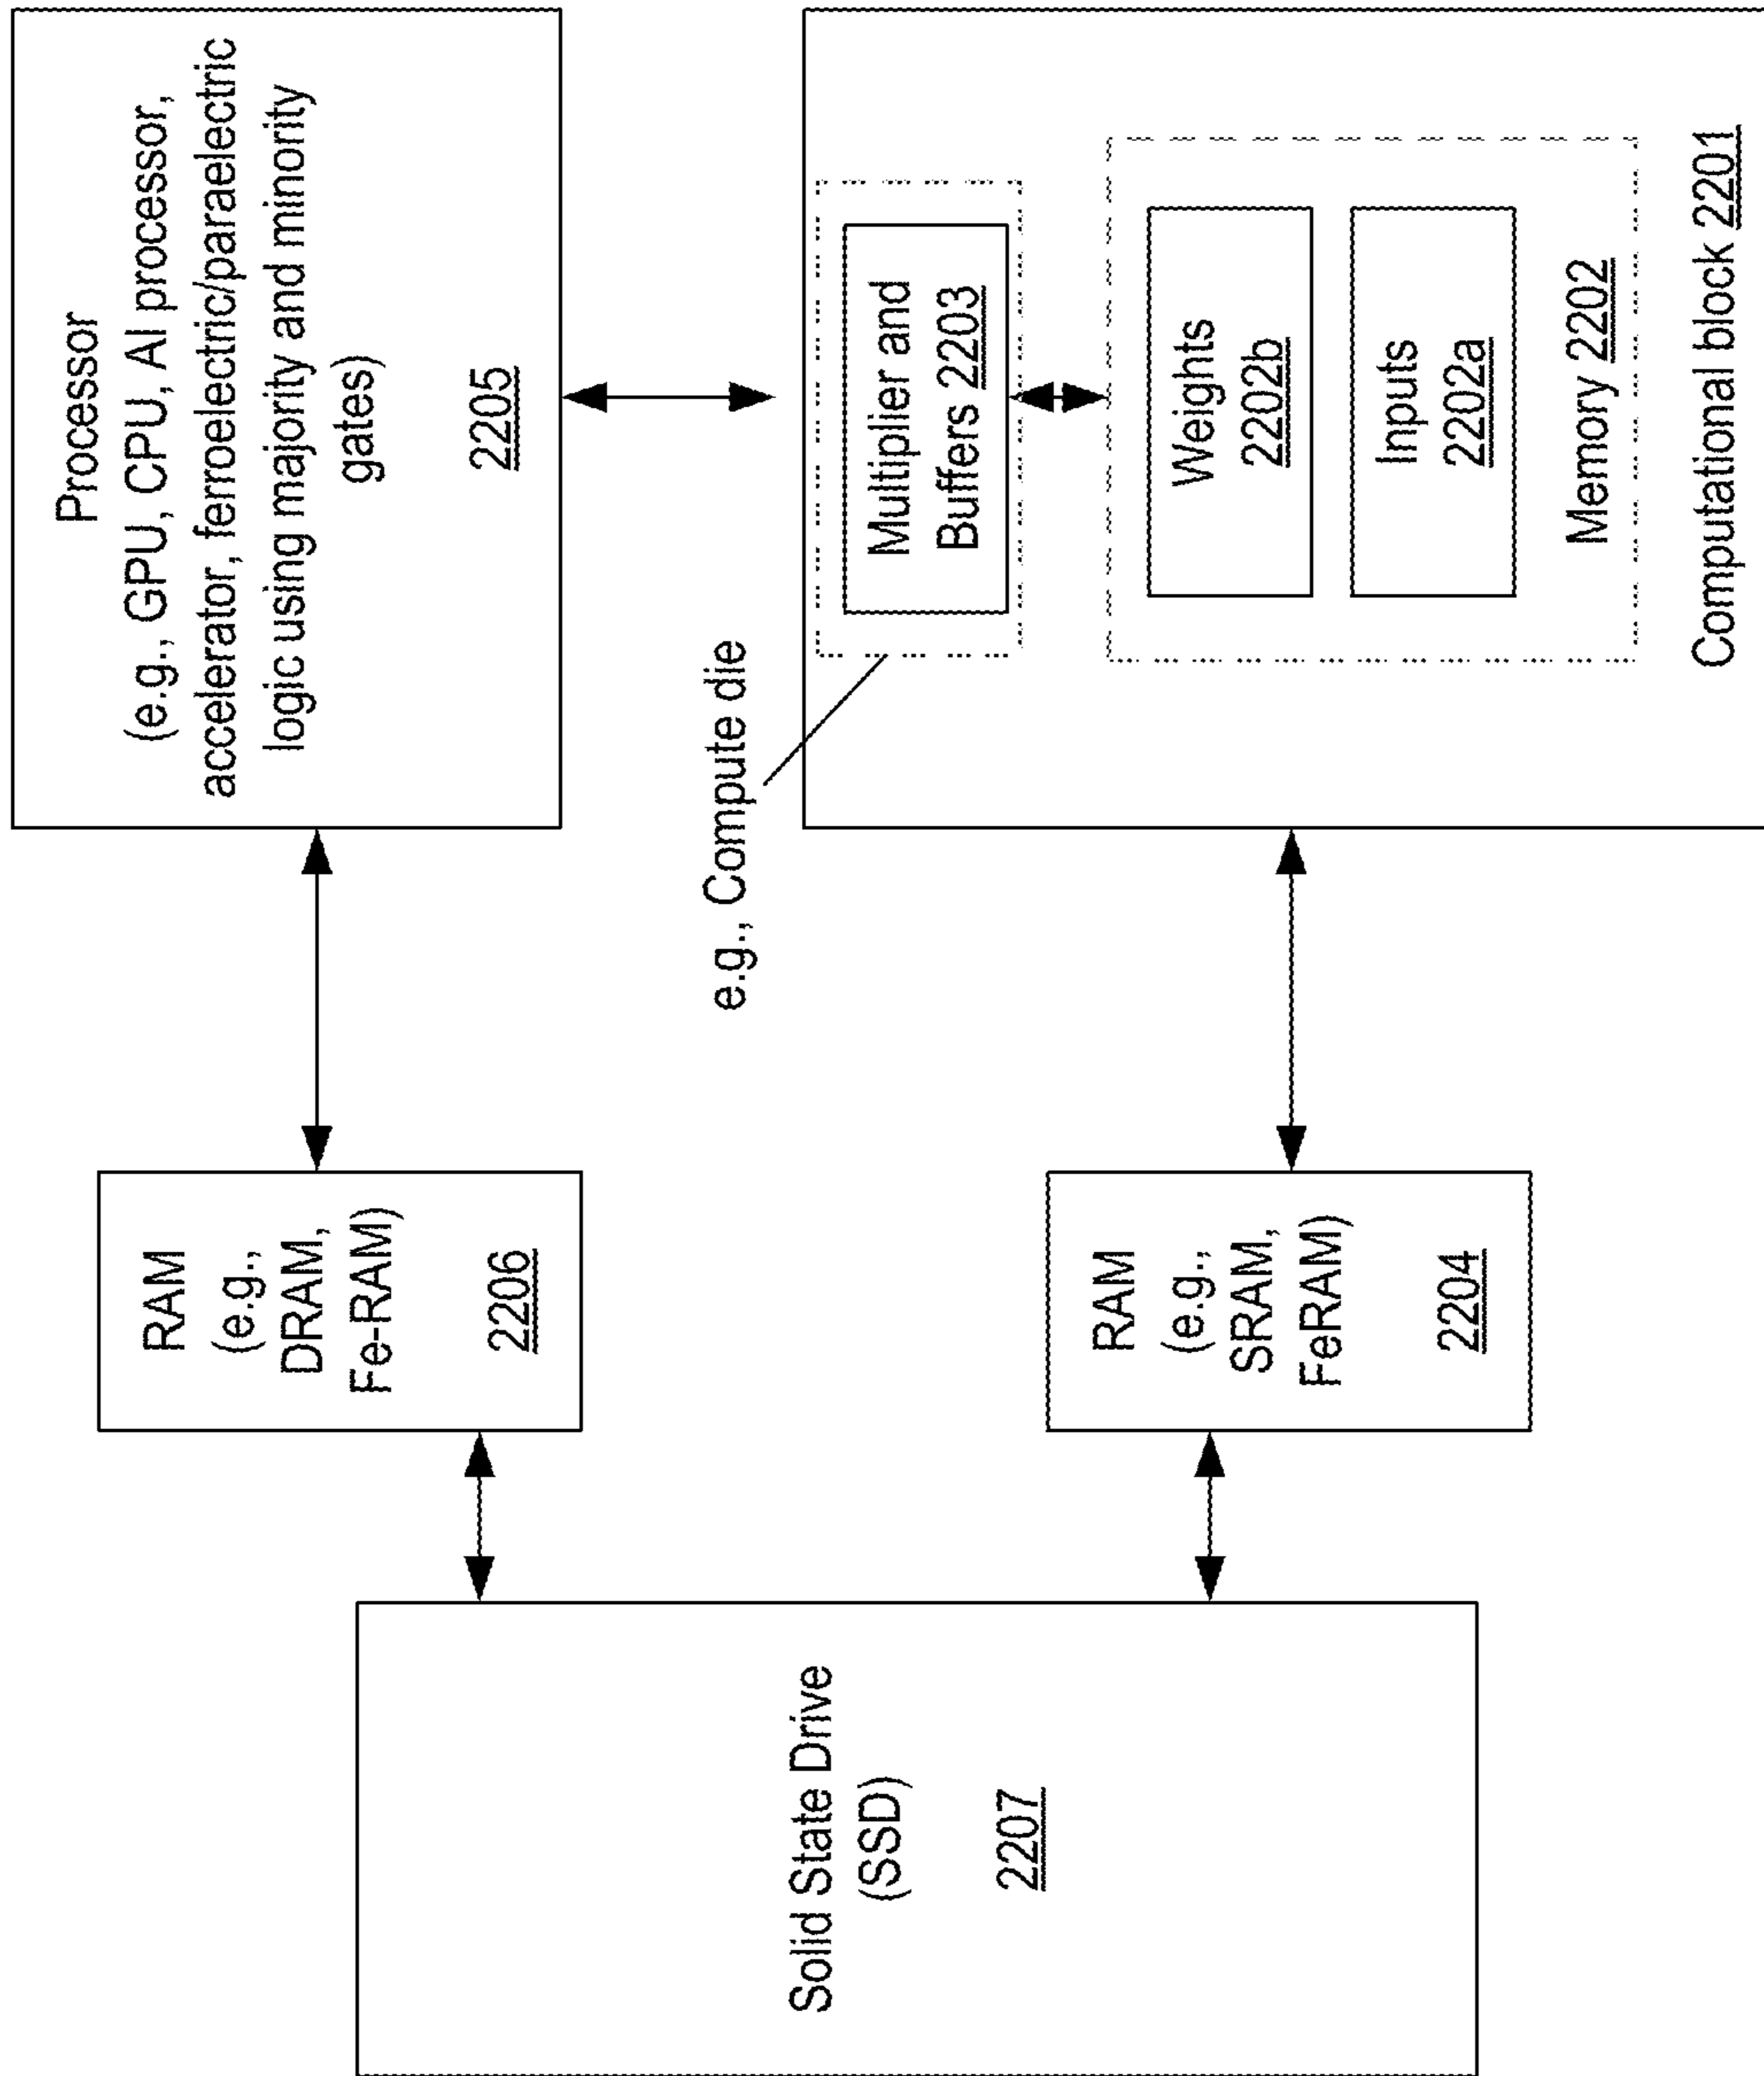 Solid State Drive
(SSD)
2207
RAM
(e.g.,
DRAM,
Fe-RAM)
2206
RAM
(e.g.,
SRAM,
FeRAM)
2204
Processor
(e.g., GPU, CPU, AI processor,
accelerator, ferroelectric/paraelectric
logic using majority and minority
gates)
2205
e.g., Compute die
Multiplier and
Buffers 2203
Weights
2202b
Inputs
2202a
Memory 2202
Computational block 2201